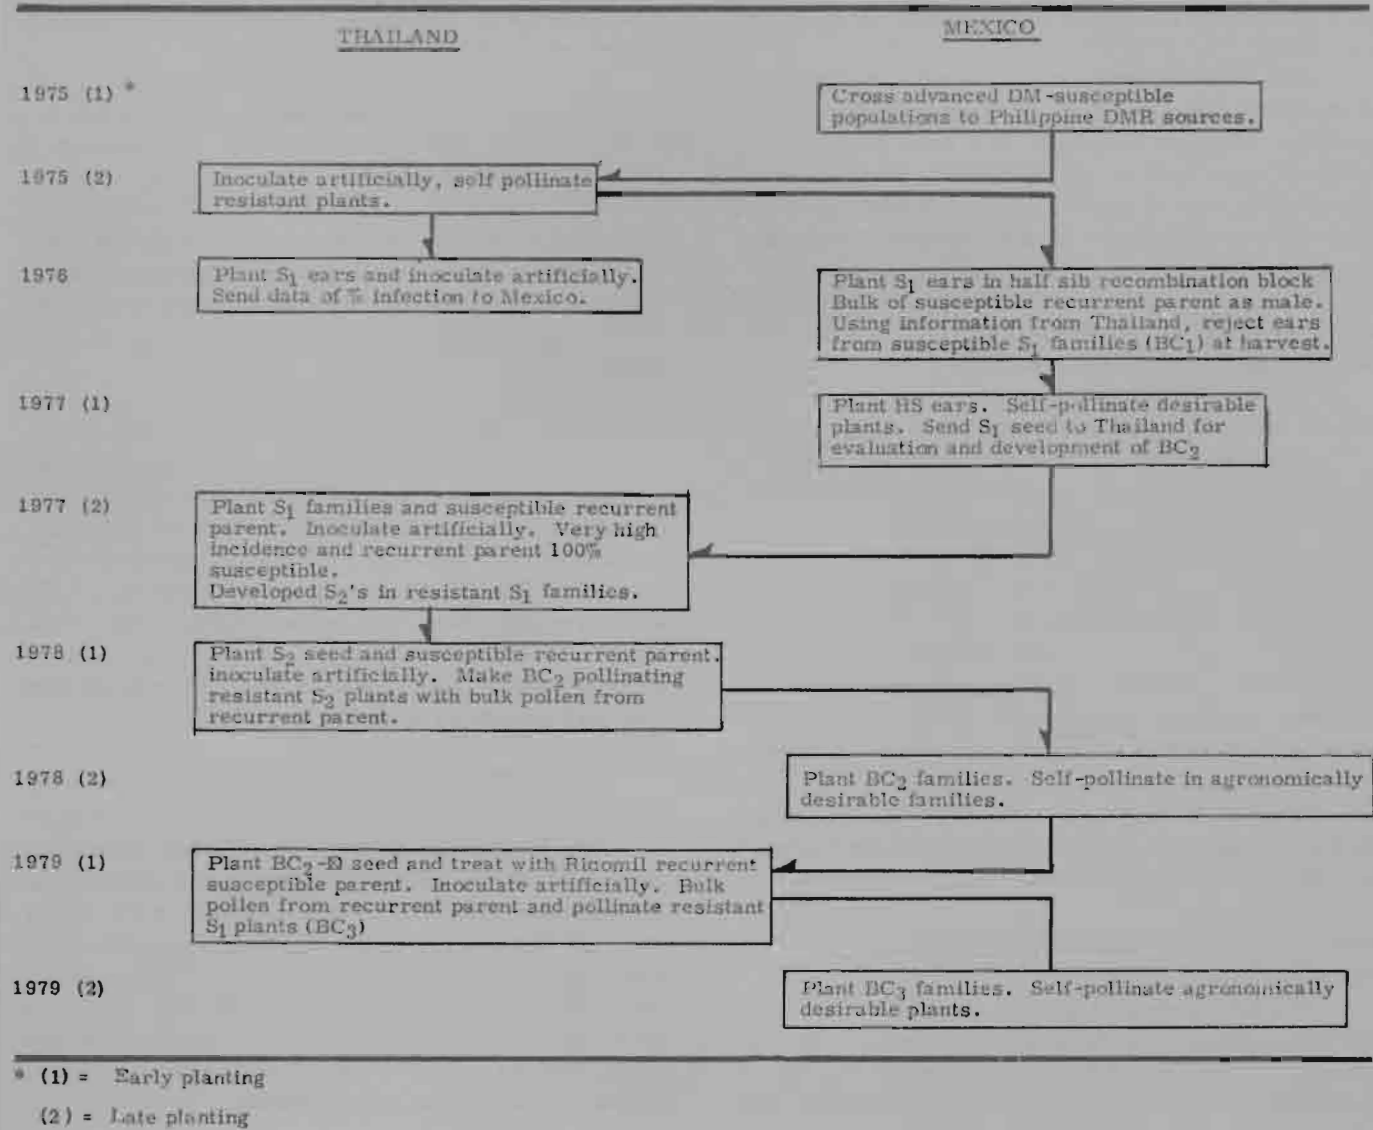 THAILAND
MEXICO
1975 (1) *
Cross advanced DM-susceptible
populations to Philippine DMR sources.
1975 (2)
Inoculate artificially, self pollinate
resistant plants.
1976
Plant S₁ ears and inoculate artificially.
Send data of % infection to Mexico.
Plant S₁ ears in half sib recombination block
Bulk of susceptible recurrent parent as male.
Using information from Thailand, reject ears
from susceptible S₁ families (BC₁) at harvest.
1977 (1)
Plant HS ears. Self-pollinate desirable
plants. Send S₁ seed to Thailand for
evaluation and development of BC₂
1977 (2)
Plant S₁ families and susceptible recurrent
parent. Inoculate artificially. Very high
incidence and recurrent parent 100%
susceptible.
Developed S₂'s in resistant S₁ families.
1978 (1)
Plant S₂ seed and susceptible recurrent parent.
inoculate artificially. Make BC₂ pollinating
resistant S₂ plants with bulk pollen from
recurrent parent.
1978 (2)
Plant BC₂ families. Self-pollinate in agronomically
desirable families.
1979 (1)
Plant BC₂- seed and treat with Ricomil recurrent
susceptible parent. Inoculate artificially. Bulk
pollen from recurrent parent and pollinate resistant
S₁ plants (BC₃)
1979 (2)
Plant BC₃ families. Self-pollinate agronomically
desirable plants.
* (1) = Early planting
(2) = Late planting